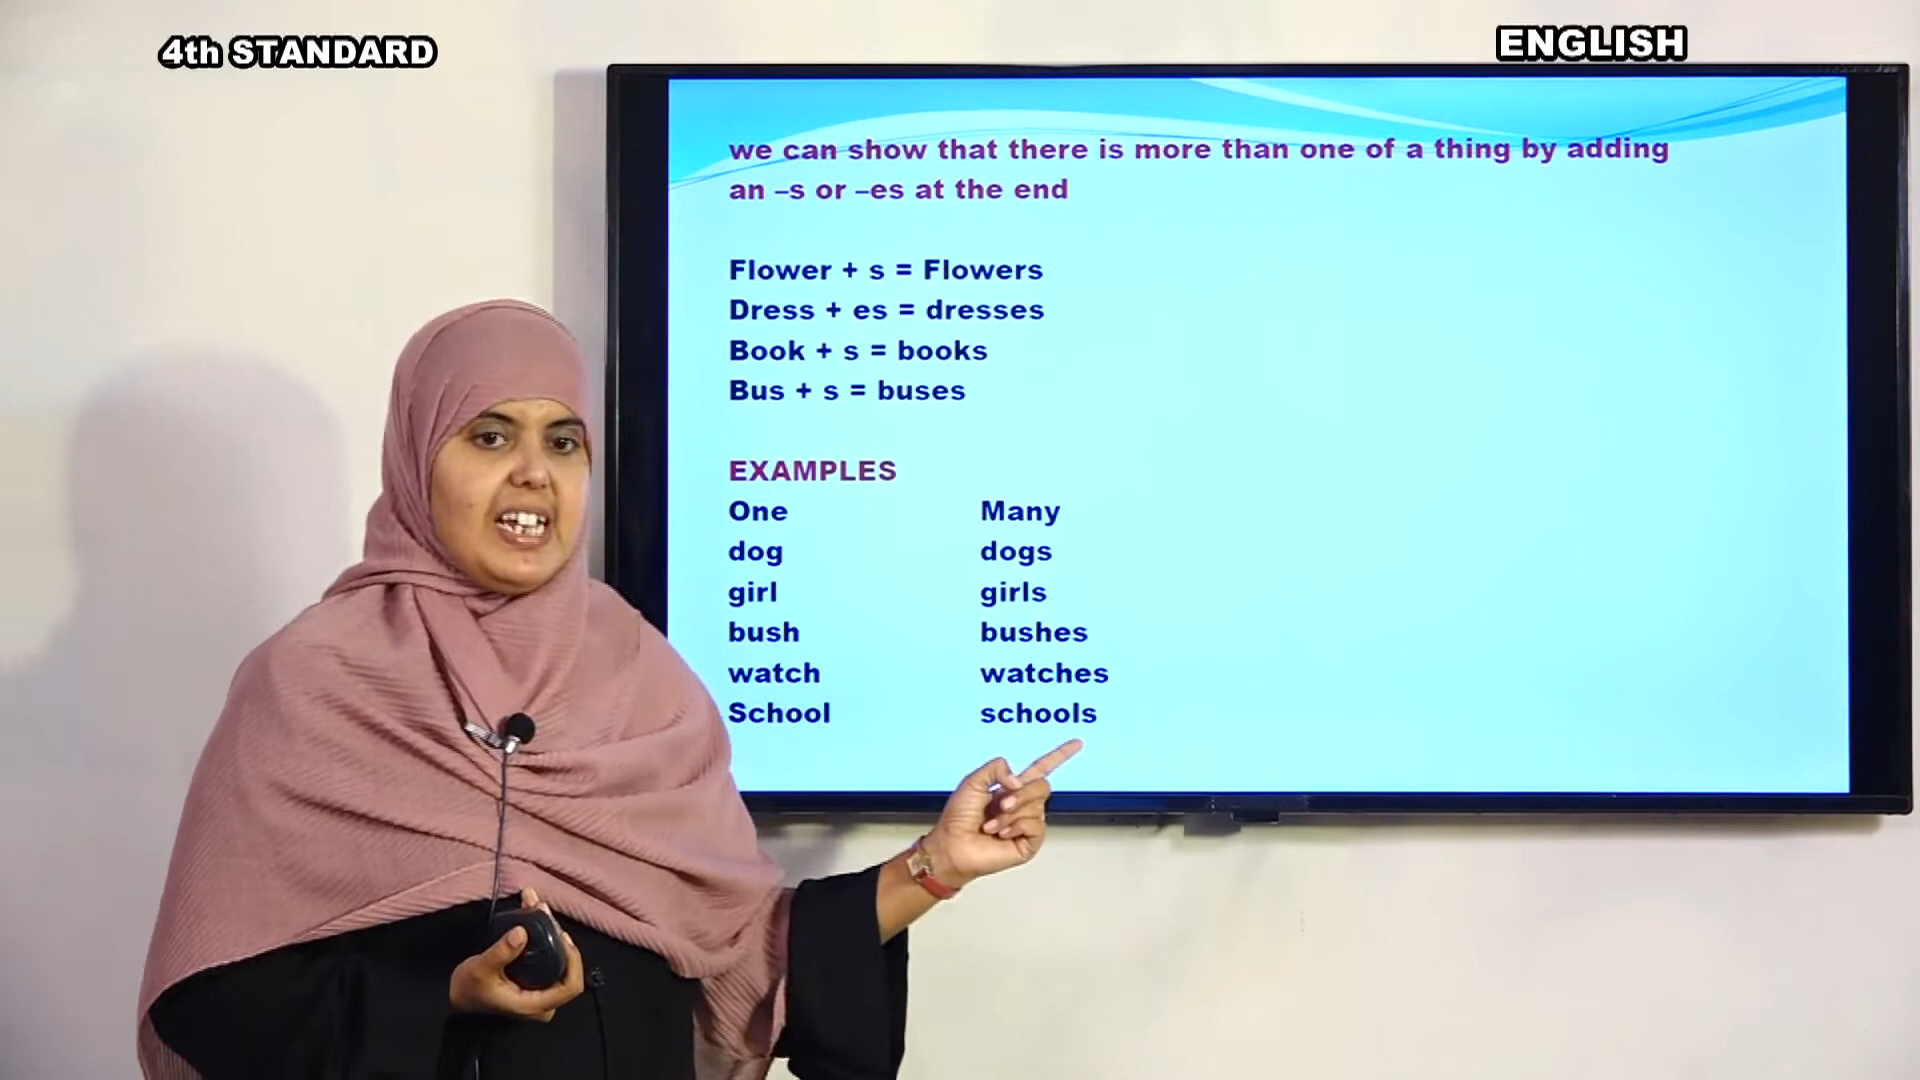 4th STANDARD
ENGLISH
we can show that there is more than one of a thing by adding
an –s or –es at the end
Flower + s = Flowers
Dress + es = dresses
Book + s = books
Bus + s = buses
EXAMPLES
One Many
dog dogs
girl girls
bush bushes
watch watches
School schools